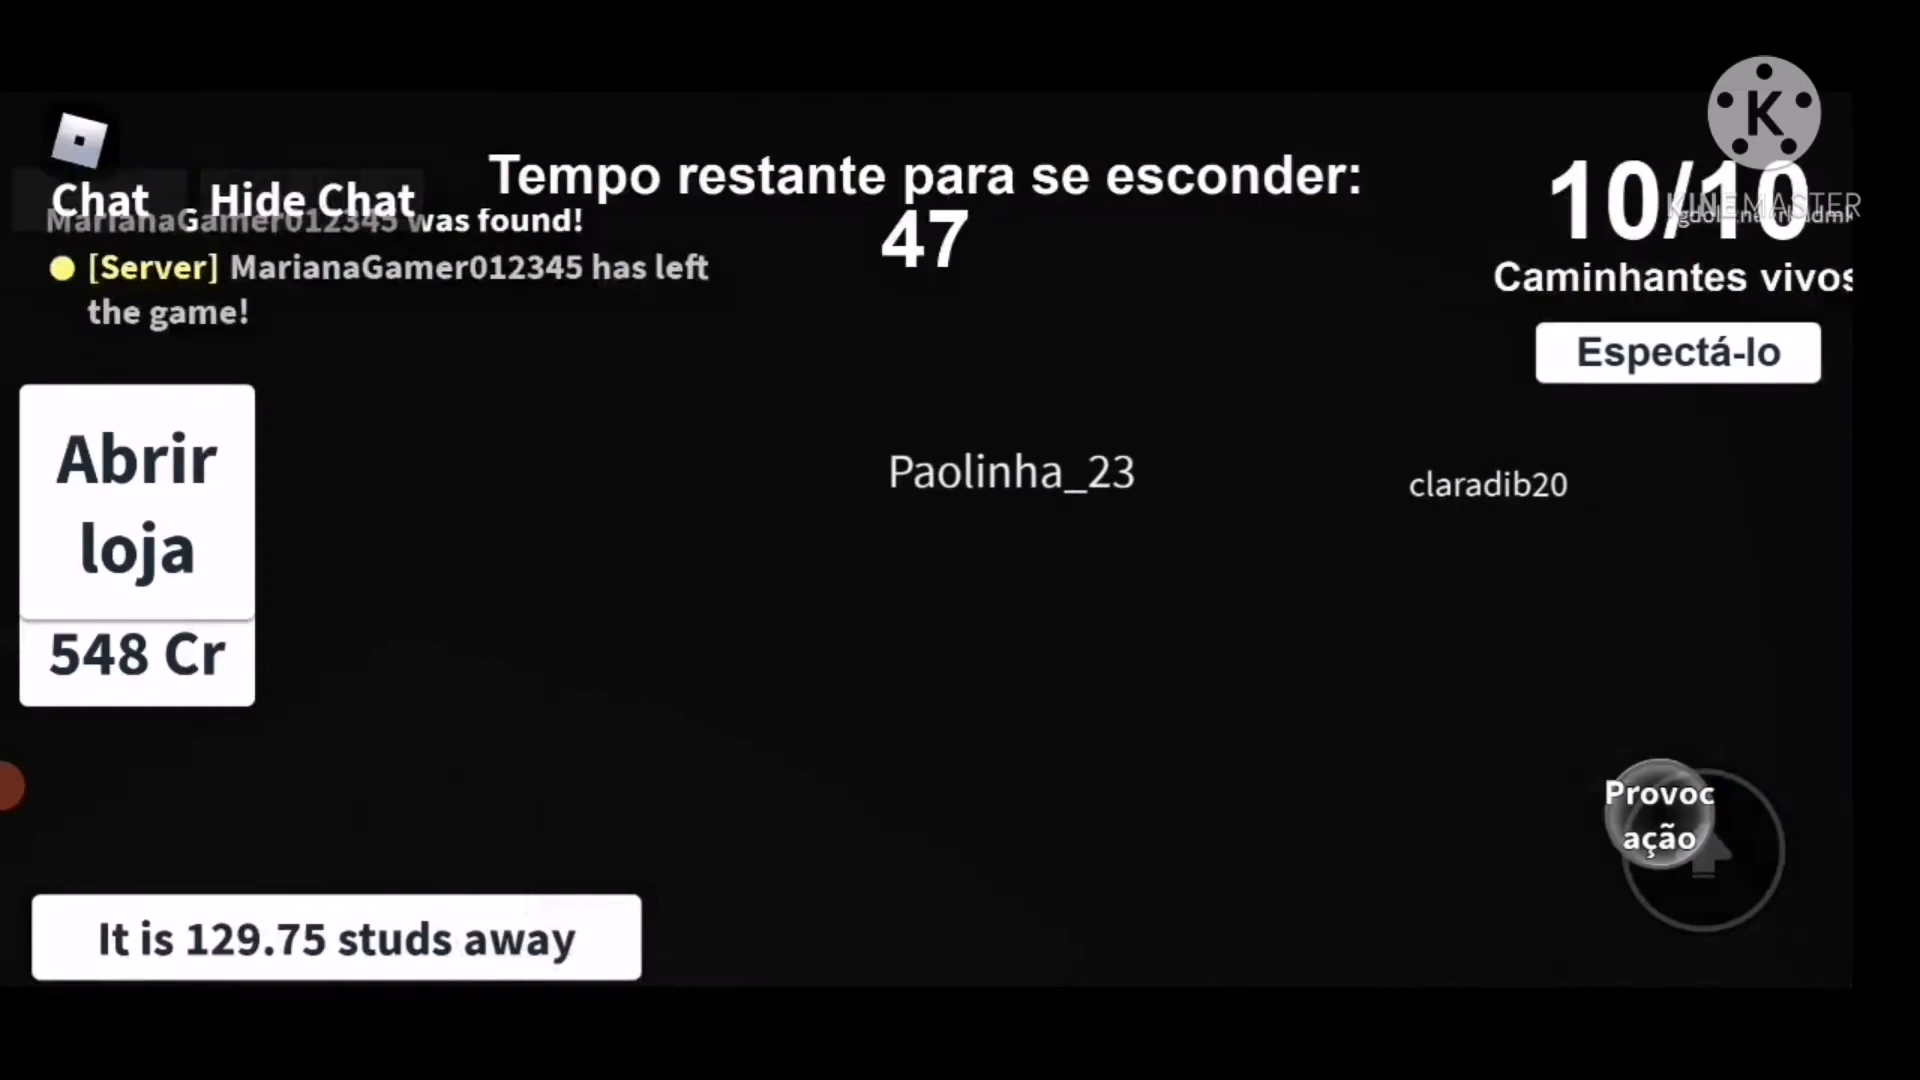 K
KINEMASTER
Tempo restante para se esconder:
47
10/10
Caminhantes vivos
Espectá-lo
Chat
Hide Chat
MarianaGamer012345 was found!
[Server] MarianaGamer012345 has left
the game!
Abrir
loja
548 Cr
Paolinha_23
claradib20
Provoc
ação
It is 129.75 studs away